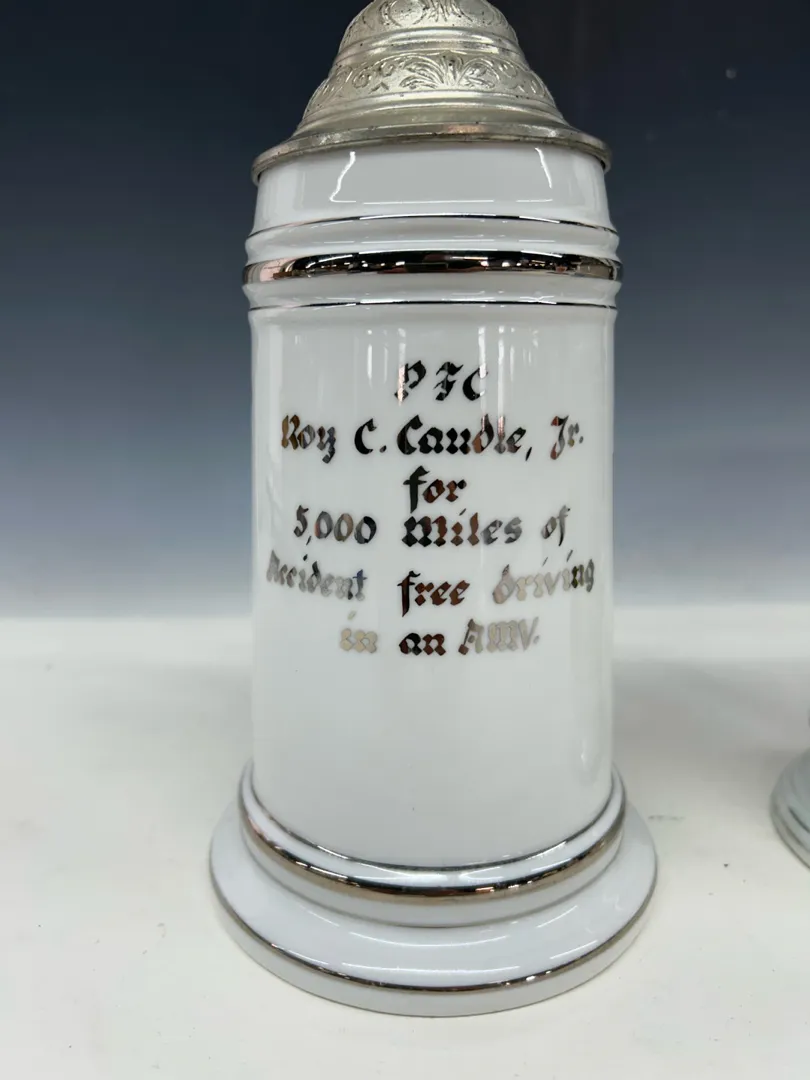 PFC
Roy C. Caudle, Jr.
for
5,000 Miles of
Accident free driving
in an AMV.